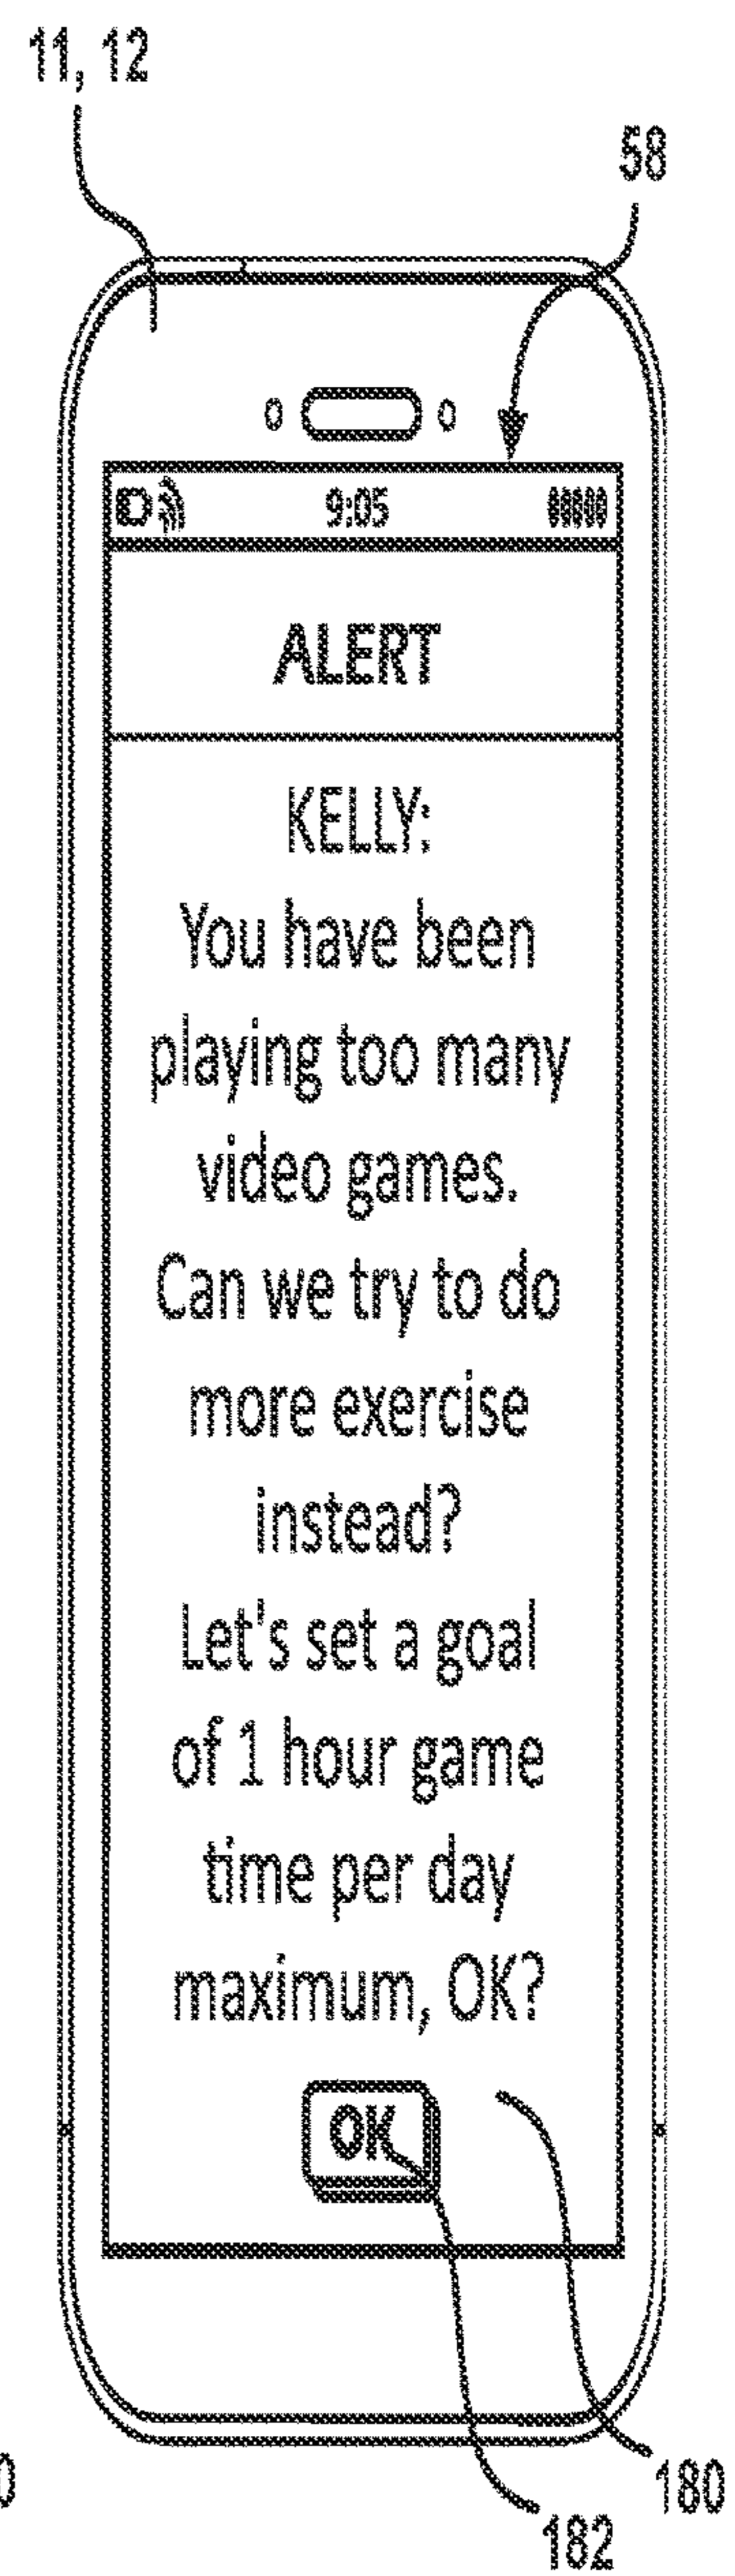 11, 12
58
9:05
ALERT
KELLY:
You have been
playing too many
video games.
Can we try to do
more exercise
instead?
Let's set a goal
of 1 hour game
time per day
maximum, OK?
OK
180
0
182